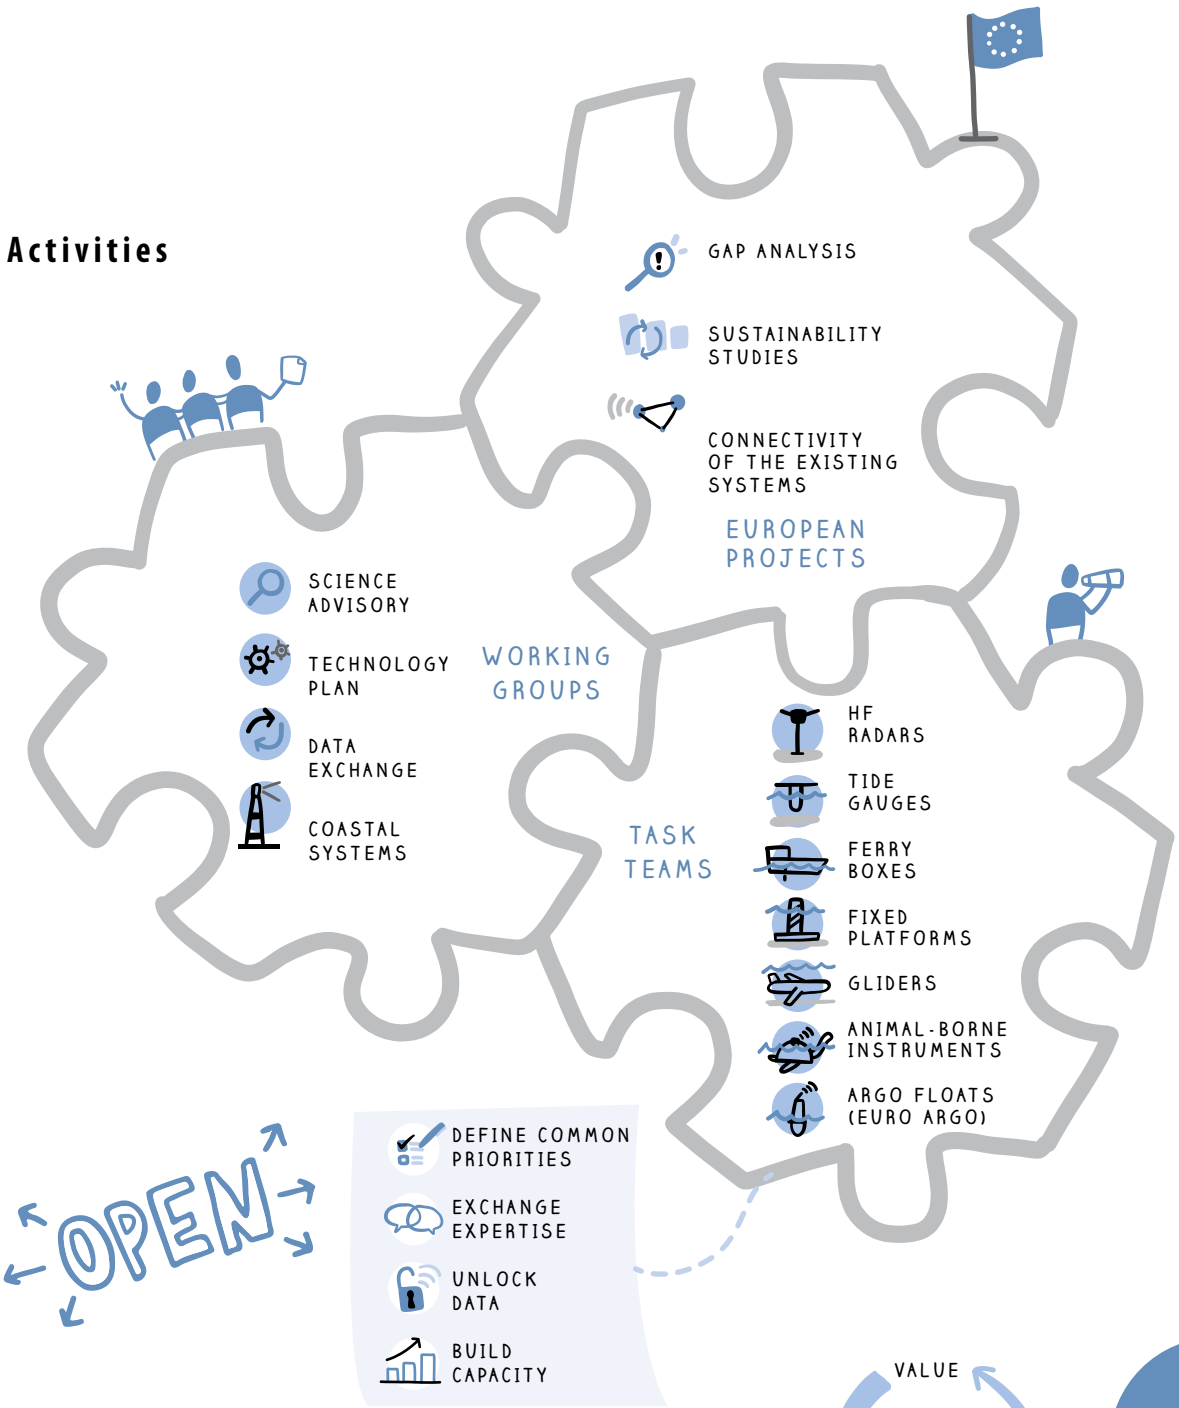 Activities
GAP ANALYSIS
SUSTAINABILITY
STUDIES
CONNECTIVITY
OF THE EXISTING
SYSTEMS
EUROPEAN
PROJECTS
SCIENCE
ADVISORY
TECHNOLOGY
PLAN
DATA
EXCHANGE
COASTAL
SYSTEMS
WORKING
GROUPS
TASK
TEAMS
HF
RADARS
TIDE
GAUGES
FERRY
BOXES
FIXED
PLATFORMS
GLIDERS
ANIMAL-BORNE
INSTRUMENTS
ARGO FLOATS
(EURO ARGO)
OPEN
DEFINE COMMON
PRIORITIES
EXCHANGE
EXPERTISE
UNLOCK
DATA
BUILD
CAPACITY
VALUE